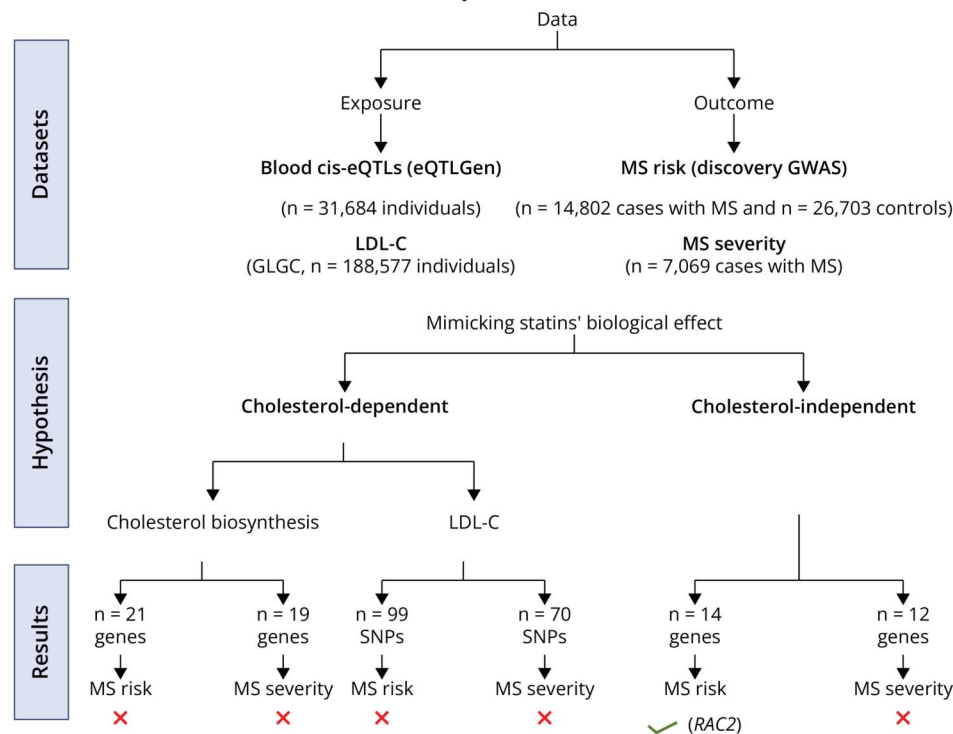 Data
Datasets
Exposure
Outcome
Blood cis-eQTLs (eQTLGen)
MS risk (discovery GWAS)
(n = 31,684 individuals)
(n = 14,802 cases with MS and n = 26,703 controls)
LDL-C
MS severity
(GLGC, n = 188,577 individuals)
(n = 7,069 cases with MS)
Hypothesis
Mimicking statins' biological effect
Cholesterol-dependent
Cholesterol-independent
Cholesterol biosynthesis
LDL-C
Results
n = 21
genes
n = 19
genes
n = 99
SNPs
n = 70
SNPs
n = 14
genes
n = 12
genes
MS risk
MS severity
MS risk
MS severity
MS risk
MS severity
(RAC2)